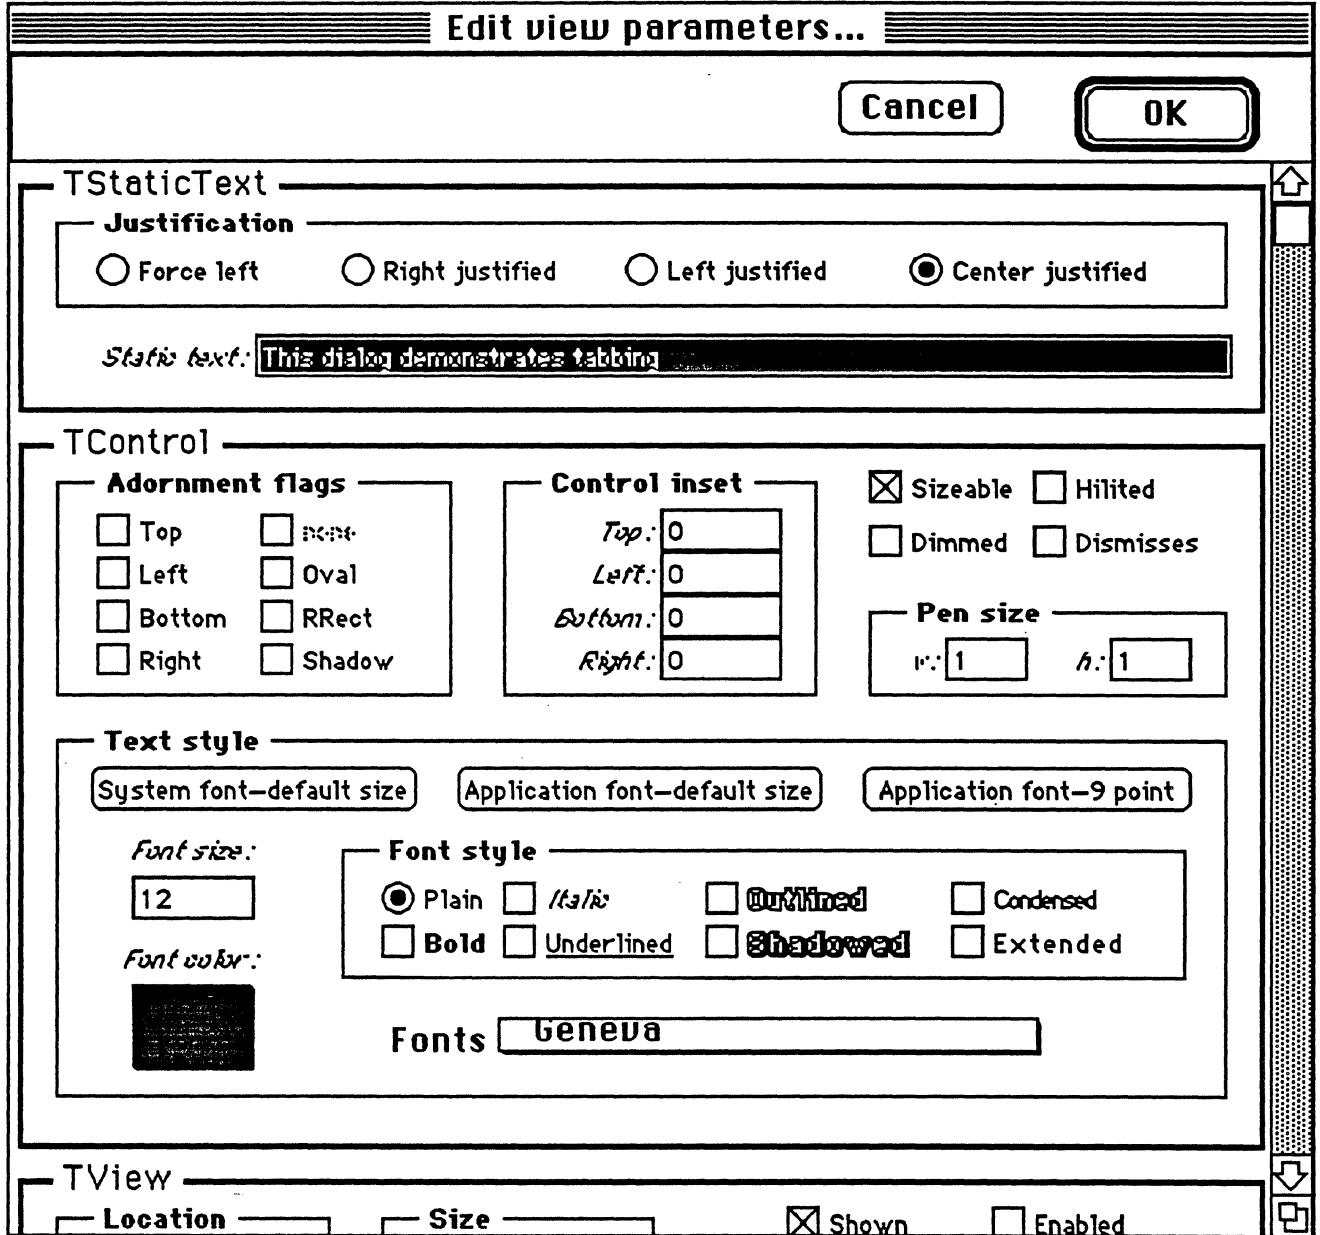 Edit view parameters...
Cancel OK
TStaticText
Justification
Force left Right justified Left justified Center justified
Static text: This dialog demonstrates tabbing
TControl
Adornment flags Control inset
Sizeable Hilited
Top Top: 0
Dimmed Dismisses
Left Oval Left: 0
Bottom RRect Bottom: 0
Pen size
Right Shadow Right: 0 v: 1 h: 1
Text style
System font–default size Application font–default size Application font–9 point
Font size: Font style
12 Plain Italic Outlined Condensed
Bold Underlined Shadowed Extended
Font color:
Fonts Geneva
TView
Location Size Shown Enabled